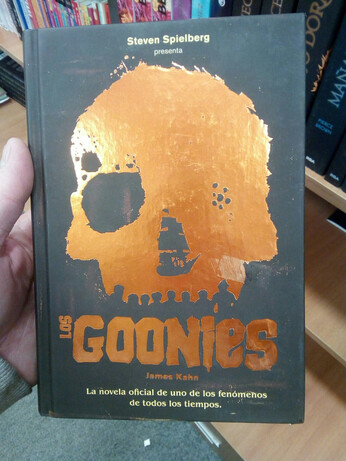 Steven Spielberg
presenta
LOS
GOONIES
James Kahn
La novela oficial de uno de los fenómenos
de todos los tiempos.